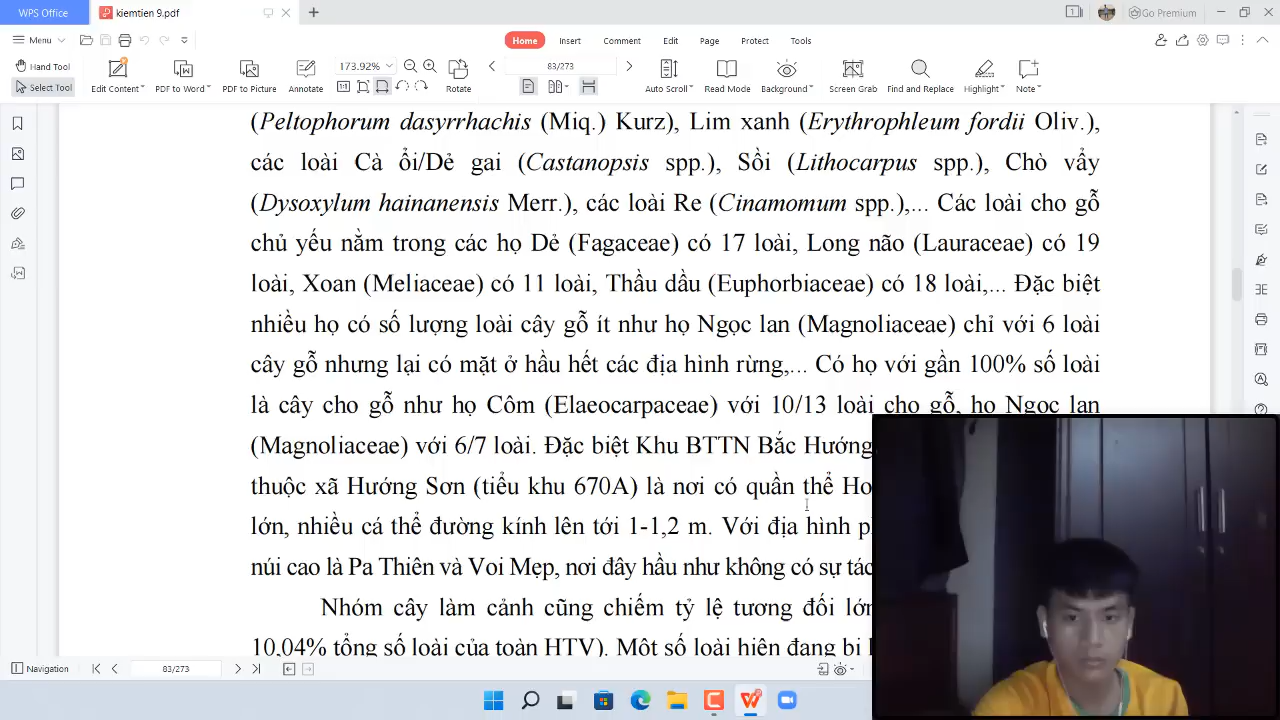 WPS Office
kiemtien 9.pdf
Go Premium
Menu
Home
Insert
Comment
Edit
Page
Protect
Tools
Hand Tool
Select Tool
Edit Content
PDF to Word
PDF to Picture
Annotate
173.92%
Rotate
83/273
Auto Scroll
Read Mode
Background
Screen Grab
Find and Replace
Highlight
Note
(Peltophorum dasyrrhachis (Miq.) Kurz), Lim xanh (Erythrophleum fordii Oliv.),
các loài Cà ổi/Dẻ gai (Castanopsis spp.), Sồi (Lithocarpus spp.), Chò vẩy
(Dysoxylum hainanensis Merr.), các loài Re (Cinamomum spp.),... Các loài cho gỗ
chủ yếu nằm trong các họ Dẻ (Fagaceae) có 17 loài, Long não (Lauraceae) có 19
loài, Xoan (Meliaceae) có 11 loài, Thầu dầu (Euphorbiaceae) có 18 loài,... Đặc biệt
nhiều họ có số lượng loài cây gỗ ít như họ Ngọc lan (Magnoliaceae) chỉ với 6 loài
cây gỗ nhưng lại có mặt ở hầu hết các địa hình rừng,... Có họ với gần 100% số loài
là cây cho gỗ như họ Côm (Elaeocarpaceae) với 10/13 loài cho gỗ, họ Ngọc lan
(Magnoliaceae) với 6/7 loài. Đặc biệt Khu BTTN Bắc Hướng
thuộc xã Hướng Sơn (tiểu khu 670A) là nơi có quần thể Ho
lớn, nhiều cá thể đường kính lên tới 1-1,2 m. Với địa hình
núi cao là Pa Thiên và Voi Mẹp, nơi đây hầu như không có sự tác
Nhóm cây làm cảnh cũng chiếm tỷ lệ tương đối lớn
10,04% tổng số loài của toàn HTV). Một số loài hiện đang bị
Navigation
83/273